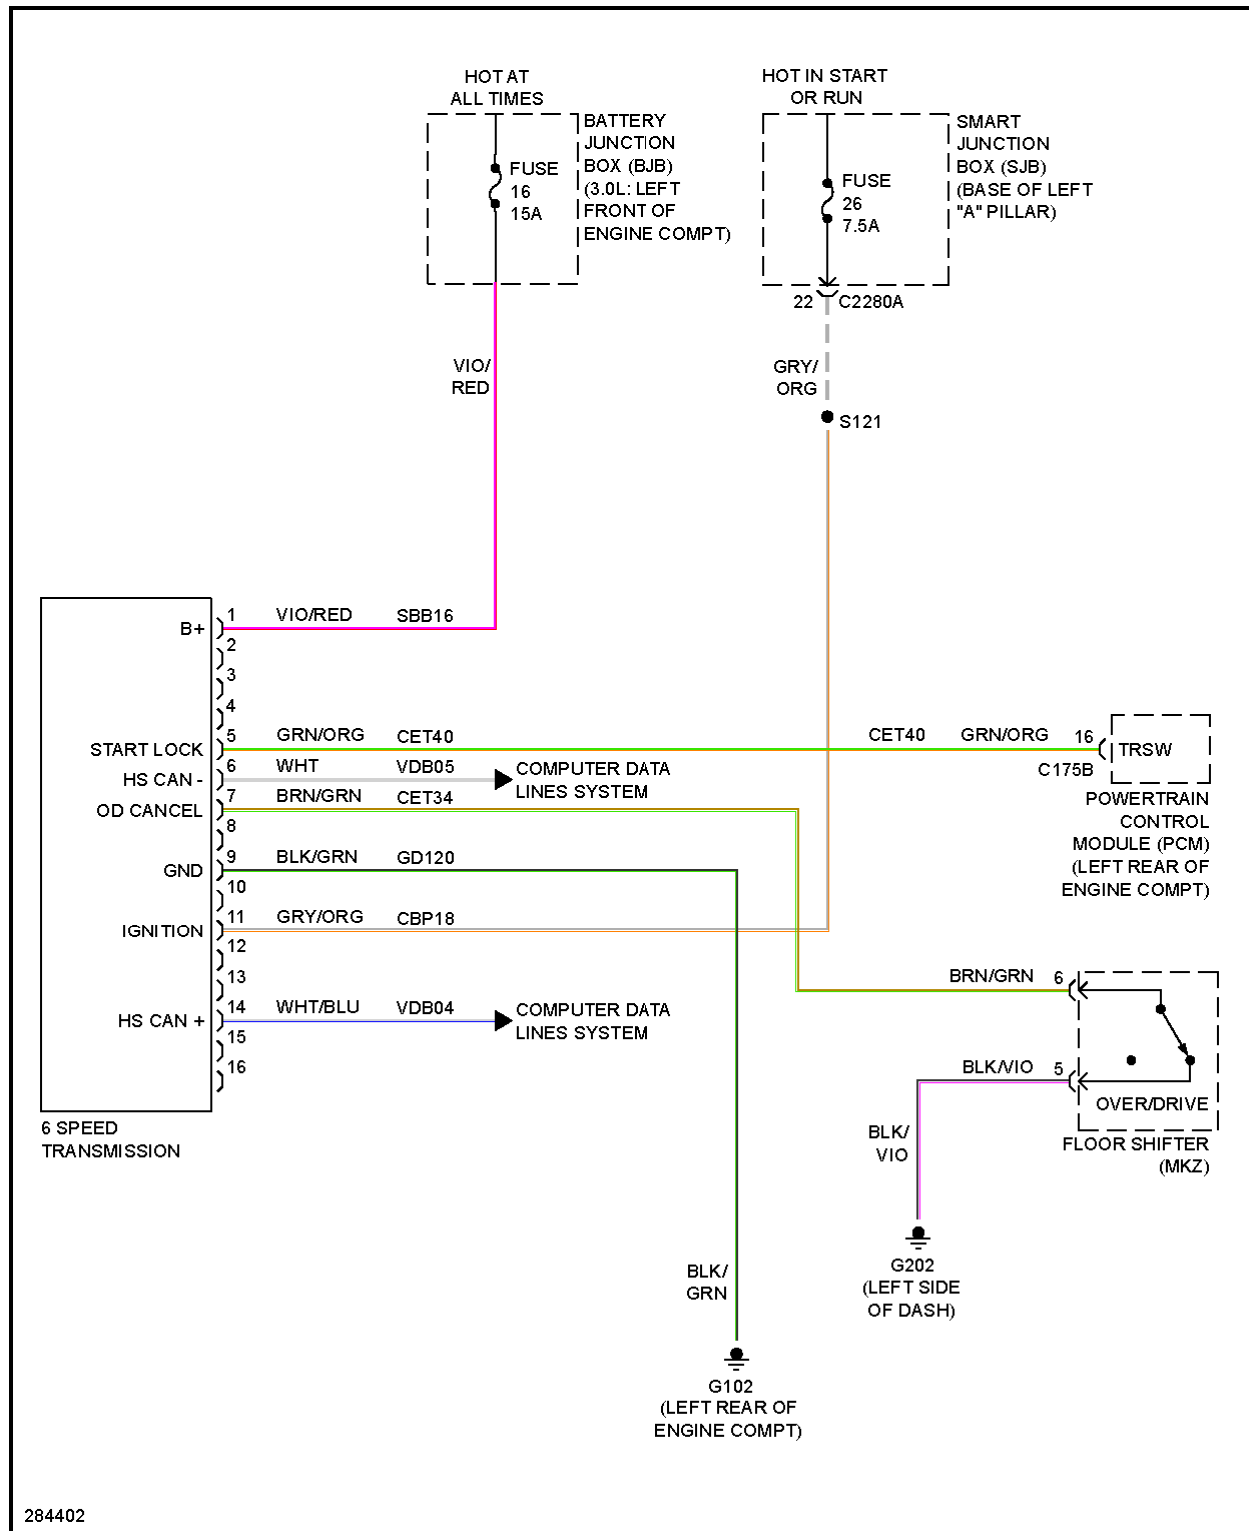 HOT AT
ALL TIMES
BATTERY
JUNCTION
BOX (BJB)
(3.0L: LEFT
FRONT OF
ENGINE COMPT)
FUSE
16
15A
HOT IN START
OR RUN
SMART
JUNCTION
BOX (SJB)
(BASE OF LEFT
"A" PILLAR)
FUSE
26
7.5A
22 C2280A
VIO/
RED
GRY/
ORG
S121
B+ 1 VIO/RED SBB16
2
3
4
START LOCK 5 GRN/ORG CET40 CET40 GRN/ORG 16 TRSW
C175B
HS CAN - 6 WHT VDB05 COMPUTER DATA
LINES SYSTEM
OD CANCEL 7 BRN/GRN CET34
8
GND 9 BLK/GRN GD120
10
IGNITION 11 GRY/ORG CBP18
12
13
HS CAN + 14 WHT/BLU VDB04 COMPUTER DATA
LINES SYSTEM
15
16
6 SPEED
TRANSMISSION
POWERTRAIN
CONTROL
MODULE (PCM)
(LEFT REAR OF
ENGINE COMPT)
BRN/GRN 6
BLK/VIO 5
OVER/DRIVE
FLOOR SHIFTER
(MKZ)
BLK/
VIO
G202
(LEFT SIDE
OF DASH)
BLK/
GRN
G102
(LEFT REAR OF
ENGINE COMPT)
284402